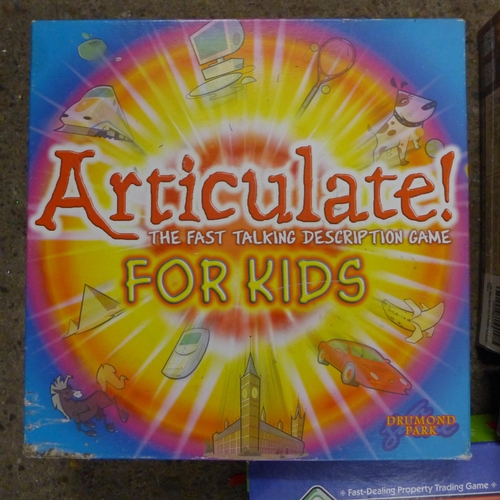 Articulate!
THE FAST TALKING DESCRIPTION GAME
FOR KIDS
DRUMOND
PARK
Fast-Dealing Property Trading Game